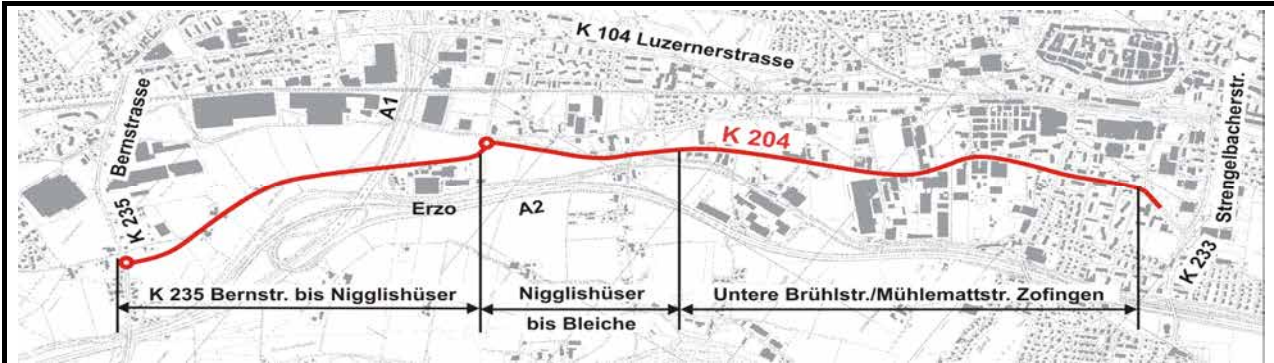 K 104 Luzernerstrasse
A1
K 235 Bernstrasse
K 204
K 233 Strengelbacherstr.
Erzo
A2
K 235 Bernstr. bis Nigglishüser
Nigglishüser
bis Bleiche
Untere Brühlstr./Mühlemattstr. Zofingen